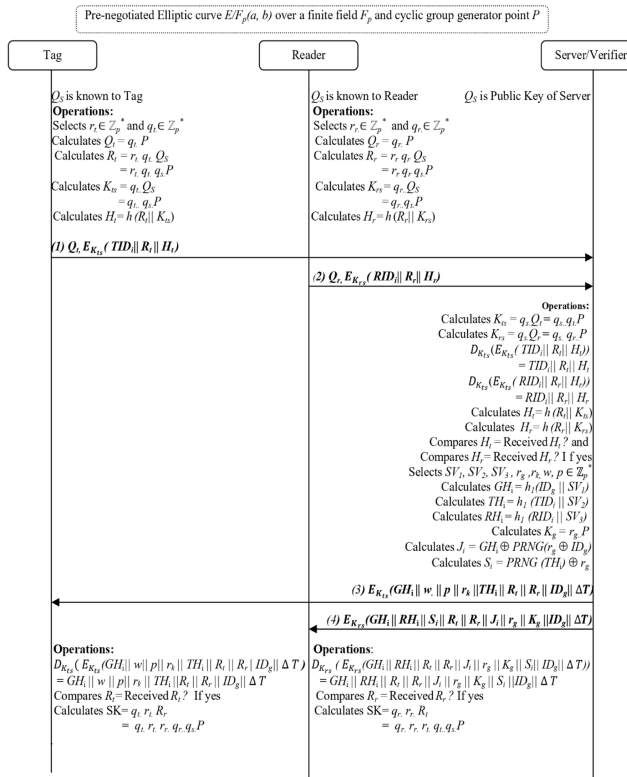 Pre-negotiated Elliptic curve E/Fₚ(a, b) over a finite field Fₚ and cyclic group generator point P
Tag
Reader
Server/Verifier
Q_S is known to Tag
Operations:
Selects r_t. ∈ ℤ_p* and q_t. ∈ ℤ_p*
Calculates Q_t = q_t. P
Calculates R_t = r_t. q_t. Q_S
= r_t. q_t. q_s.P
Calculates K_ts = q_t..Q_S
= q_t.. q_s.P
Calculates H_t = h (R_t|| K_ts)
Q_S is known to Reader
Operations:
Selects r_r. ∈ ℤ_p* and q_r. ∈ ℤ_p*
Calculates Q_r = q_r. P
Calculates R_r = r_r. q_r. Q_S
= r_r. q_r. q_s.P
Calculates K_rs = q_r..Q_S
= q_r.. q_s.P
Calculates H_r = h (R_r|| K_rs)
Q_S is Public Key of Server
(1) Q_t, E_Kts( TID_i|| R_t|| H_t)
(2) Q_r, E_Krs( RID_i|| R_r|| H_r)
Operations:
Calculates K_ts = q_s.Q_t = q_s. q_t.P
Calculates K_rs = q_s.Q_r = q_s. q_r..P
D_Kts(E_Kts( TID_i|| R_t|| H_t))
= TID_i|| R_t|| H_t
D_Kts(E_Kts( RID_i|| R_r|| H_r))
= RID_i|| R_r|| H_r
Calculates H_t = h (R_t|| K_ts)
Calculates H_r = h (R_r|| K_rs)
Compares H_t = Received H_t ? and
Compares H_r = Received H_r ? I f yes
Selects SV_1, SV_2, SV_3 , r_g ,r_k, w, p ∈ ℤ_p*
Calculates GH_i = h_1(ID_g || SV_1)
Calculates TH_i = h_1 (TID_i || SV_2)
Calculates RH_i = h_1 (RID_i || SV_3)
Calculates K_g = r_g.P
Calculates J_i = GH_i ⊕ PRNG(r_g ⊕ ID_g)
Calculates S_i = PRNG (TH_i) ⊕ r_g
(3) E_Kts(GH_i || w. || p || r_k ||TH_i || R_t || R_r || ID_g|| ΔT)
(4) E_Krs(GH_i || RH_i || S_i || R_t || R_r || J_i || r_g || K_g ||ID_g|| ΔT)
Operations:
D_Kts( E_Kts(GH_i|| w|| p|| r_k || TH_i || R_t || R_r | ID_g|| Δ T )
= GH_i || w || p|| r_k || TH_i ||R_t || R_r || ID_g|| Δ T
Compares R_t = Received R_t ? If yes
Calculates SK= q_t. r_t. R_r
= q_t. r_t. r_r. q_r..q_s.P
Operations:
D_Krs ( E_Krs(GH_i || RH_i || R_t || R_r || J_i || r_g || K_g || S_i|| ID_g|| Δ T))
= GH_i || RH_i || R_t || R_r || J_i || r_g || K_g || S_i ||ID_g|| Δ T
Compares R_r = Received R_r ? If yes
Calculates SK= q_r. r_r. R_t
= q_r. r_r. r_t. q_t.q_s.P